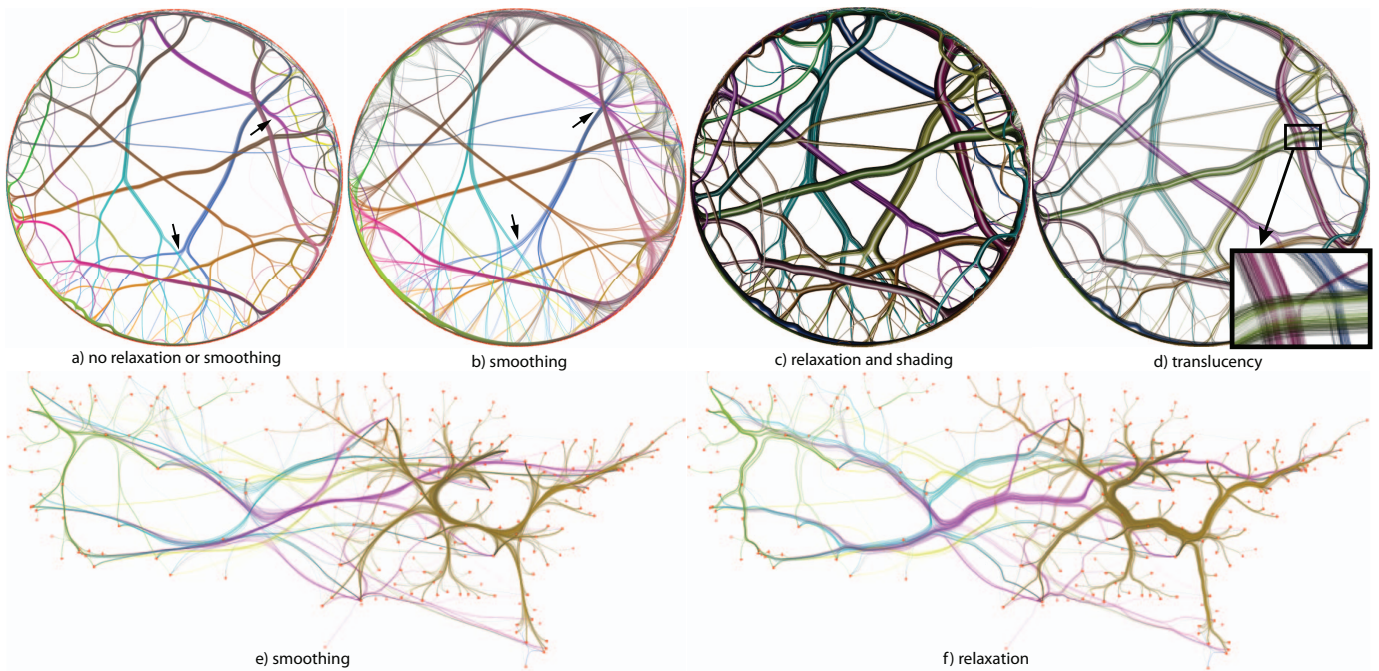 a) no relaxation or smoothing
b) smoothing
c) relaxation and shading
d) translucency
e) smoothing
f) relaxation